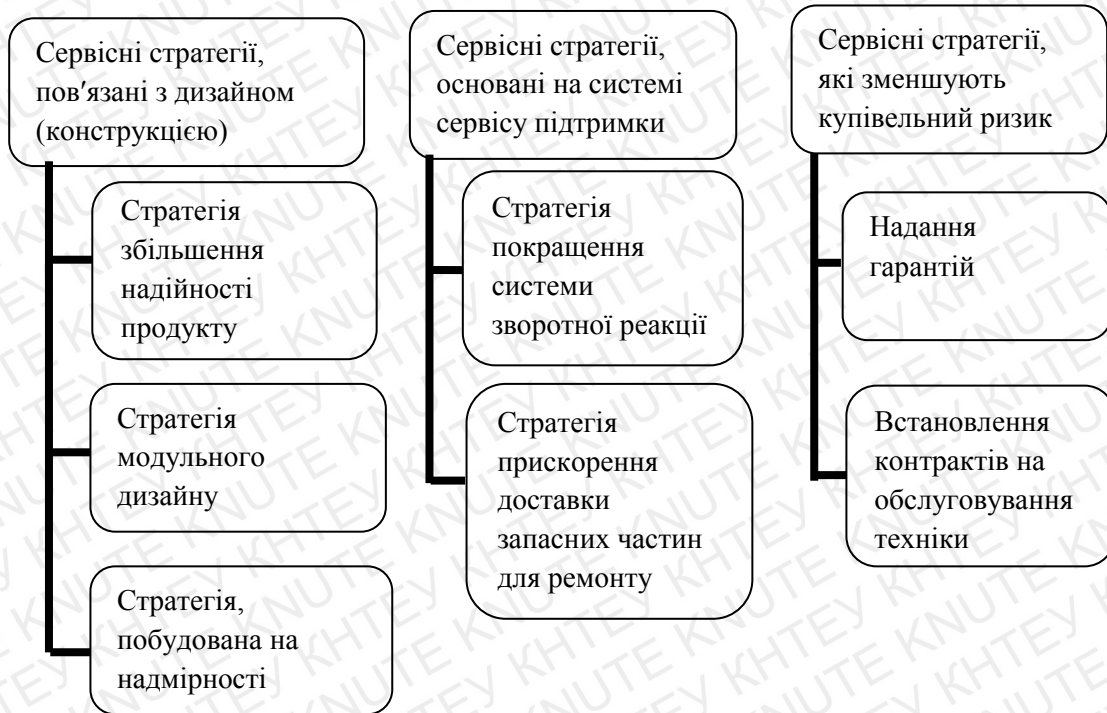 Сервісні стратегії,
пов′язані з дизайном
(конструкцією)
Стратегія
збільшення
надійності
продукту
Стратегія
модульного
дизайну
Стратегія,
побудована на
надмірності
Сервісні стратегії,
основані на системі
сервісу підтримки
Стратегія
покращення
системи
зворотної реакції
Стратегія
прискорення
доставки
запасних частин
для ремонту
Сервісні стратегії,
які зменшують
купівельний ризик
Надання
гарантій
Встановлення
контрактів на
обслуговування
техніки